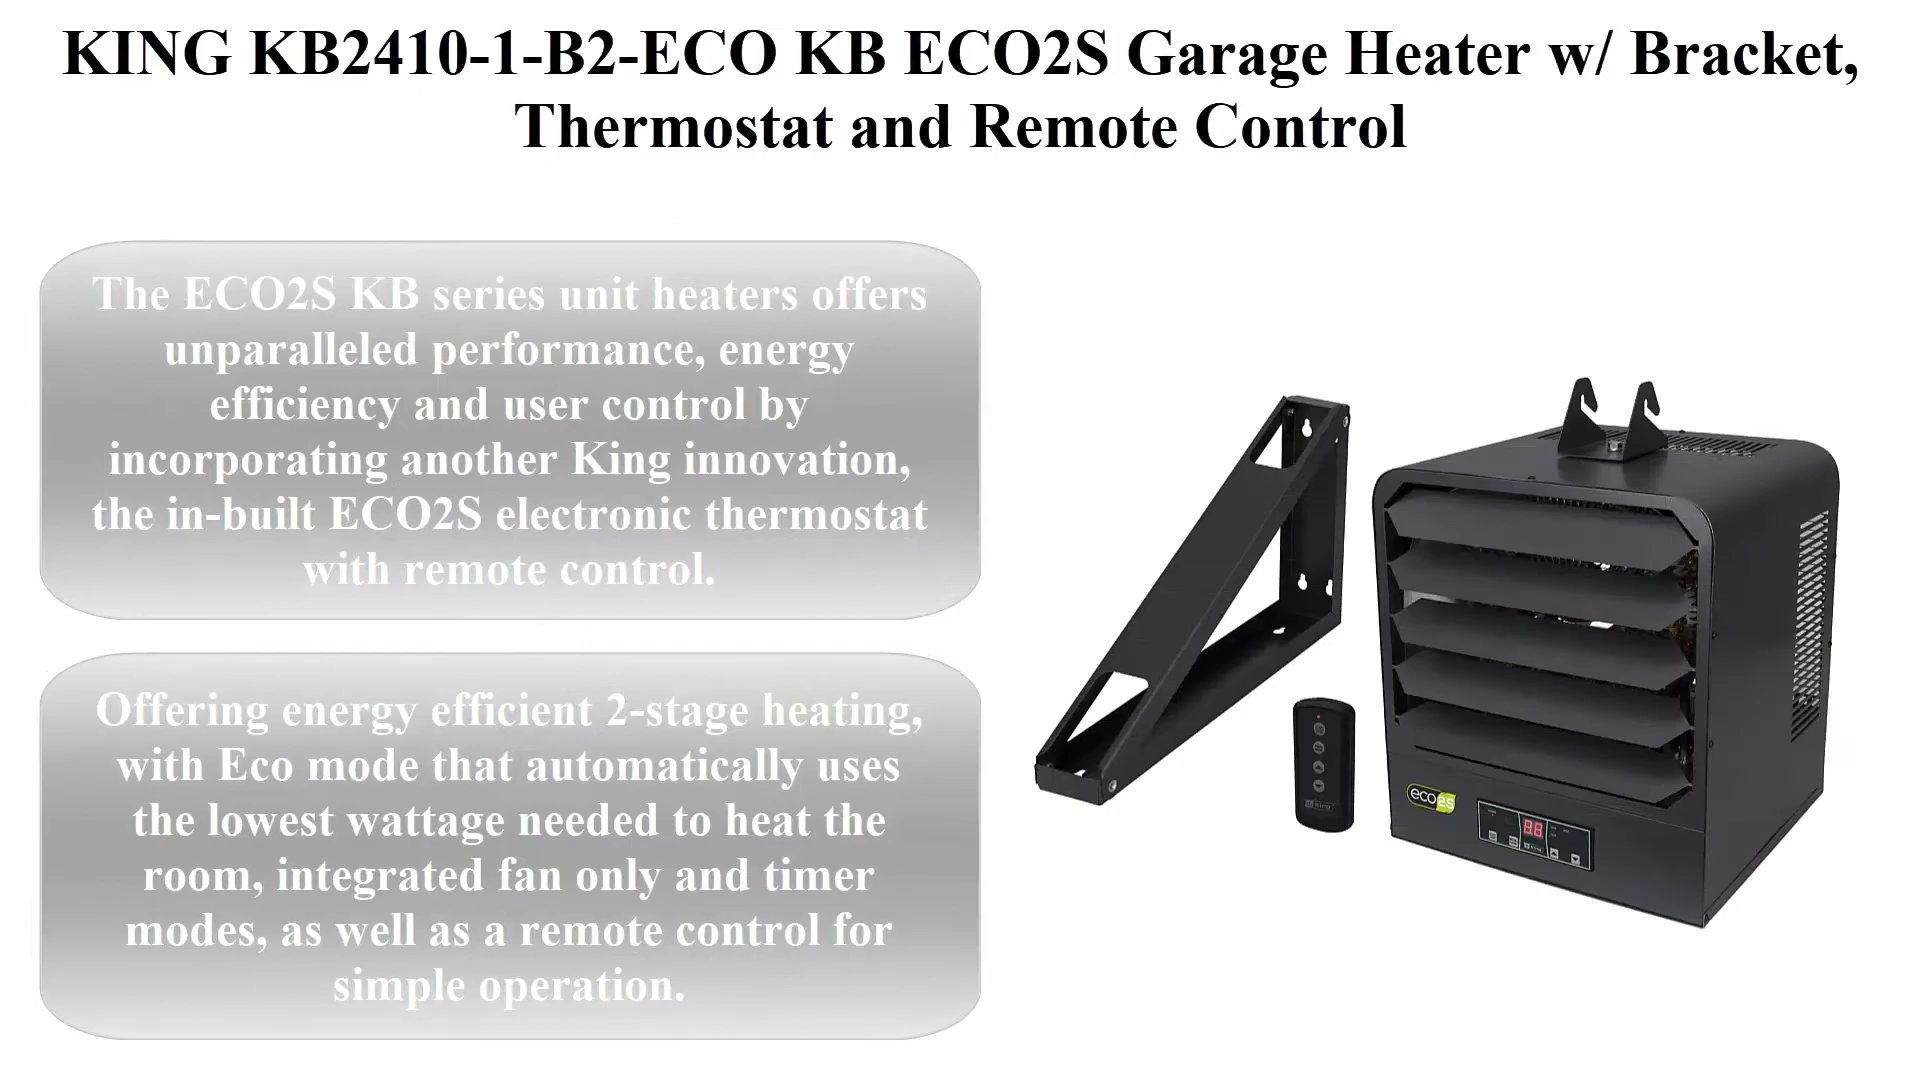 KING KB2410-1-B2-ECO KB ECO2S Garage Heater w/ Bracket,
Thermostat and Remote Control
The ECO2S KB series unit heaters offers
unparalleled performance, energy
efficiency and user control by
incorporating another King innovation,
the in-built ECO2S electronic thermostat
with remote control.
Offering energy efficient 2-stage heating,
with Eco mode that automatically uses
the lowest wattage needed to heat the
room, integrated fan only and timer
modes, as well as a remote control for
simple operation.
eco2s
88